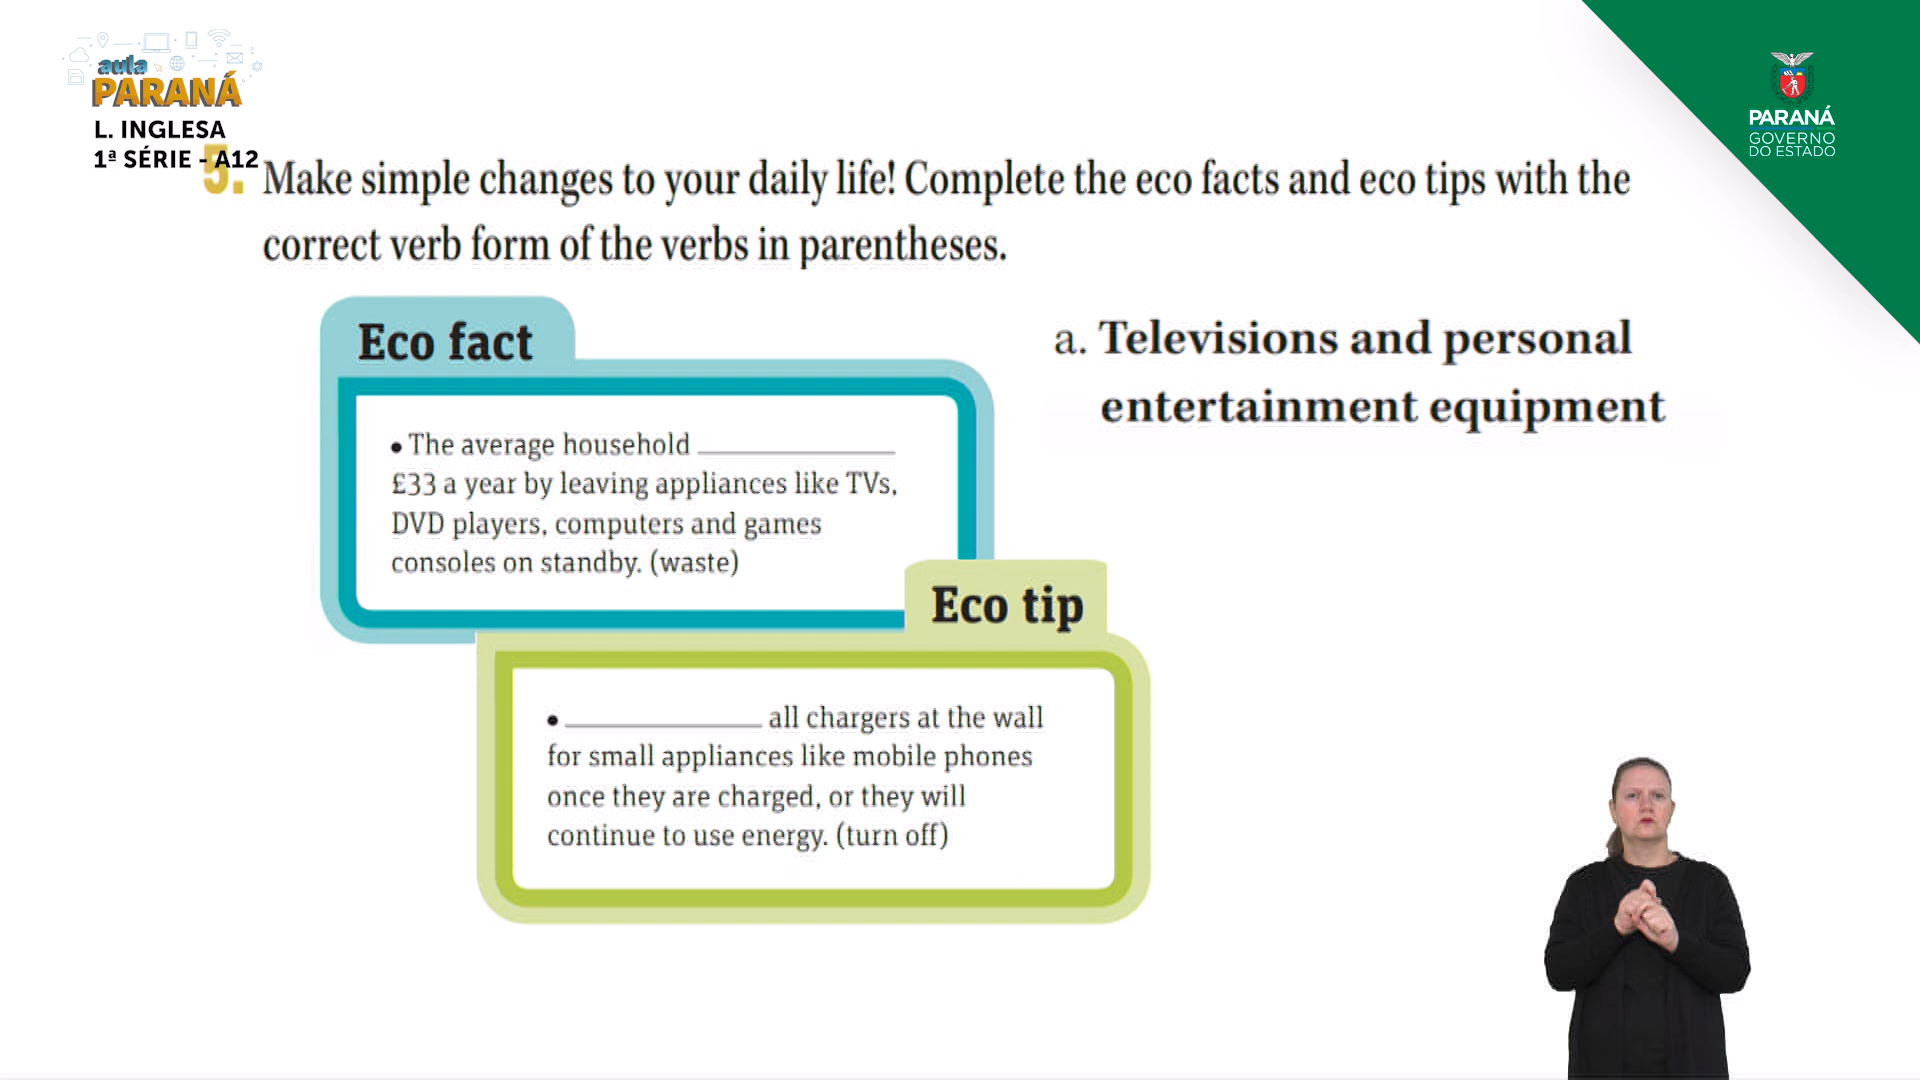 aula
PARANÁ
L. INGLESA
1ª SÉRIE - A12
PARANÁ
GOVERNO
DO ESTADO
5. Make simple changes to your daily life! Complete the eco facts and eco tips with the
correct verb form of the verbs in parentheses.
Eco fact
a. Televisions and personal
entertainment equipment
• The average household ____________
£33 a year by leaving appliances like TVs,
DVD players, computers and games
consoles on standby. (waste)
Eco tip
• ____________ all chargers at the wall
for small appliances like mobile phones
once they are charged, or they will
continue to use energy. (turn off)